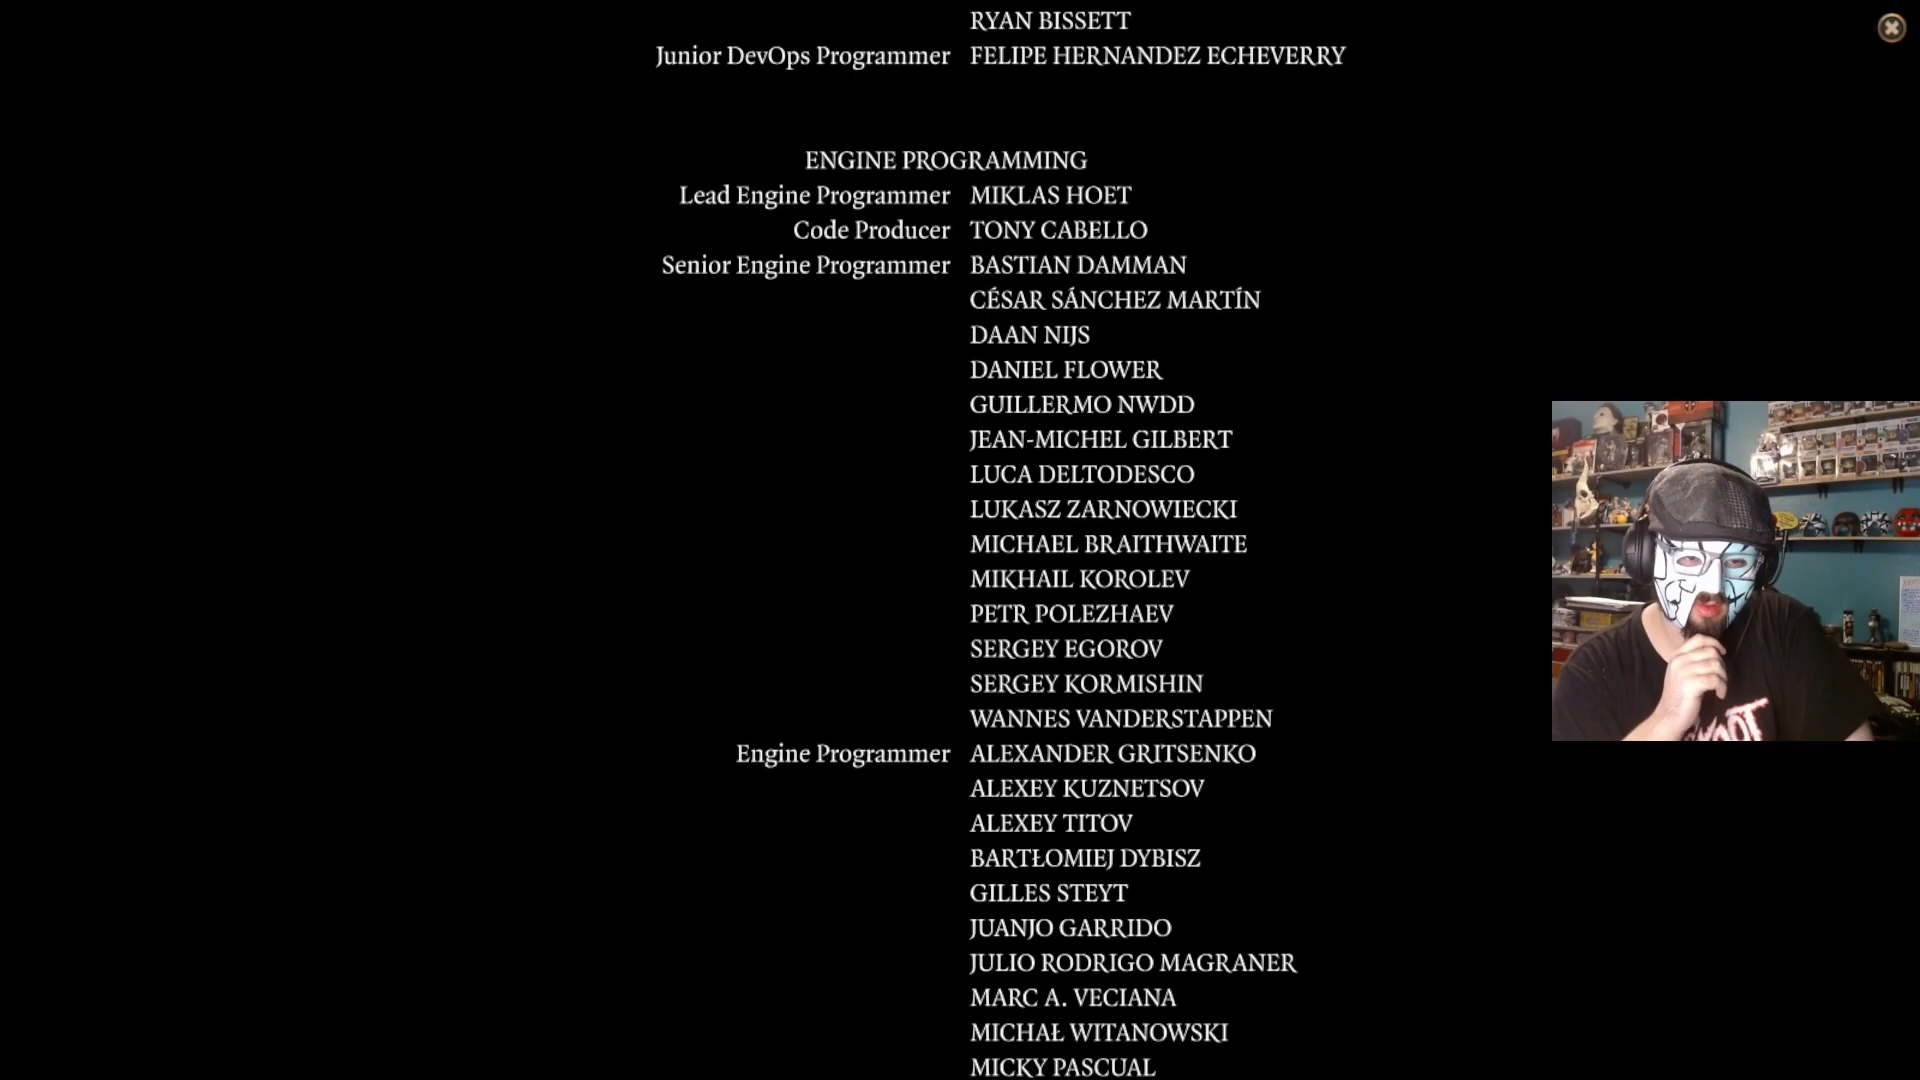 RYAN BISSETT
Junior DevOps Programmer FELIPE HERNANDEZ ECHEVERRY
ENGINE PROGRAMMING
Lead Engine Programmer MIKLAS HOET
Code Producer TONY CABELLO
Senior Engine Programmer BASTIAN DAMMAN
CÉSAR SÁNCHEZ MARTÍN
DAAN NIJS
DANIEL FLOWER
GUILLERMO NWDD
JEAN-MICHEL GILBERT
LUCA DELTODESCO
LUKASZ ZARNOWIECKI
MICHAEL BRAITHWAITE
MIKHAIL KOROLEV
PETR POLEZHAEV
SERGEY EGOROV
SERGEY KORMISHIN
WANNES VANDERSTAPPEN
Engine Programmer ALEXANDER GRITSENKO
ALEXEY KUZNETSOV
ALEXEY TITOV
BARTŁOMIEJ DYBISZ
GILLES STEYT
JUANJO GARRIDO
JULIO RODRIGO MAGRANER
MARC A. VECIANA
MICHAŁ WITANOWSKI
MICKY PASCUAL